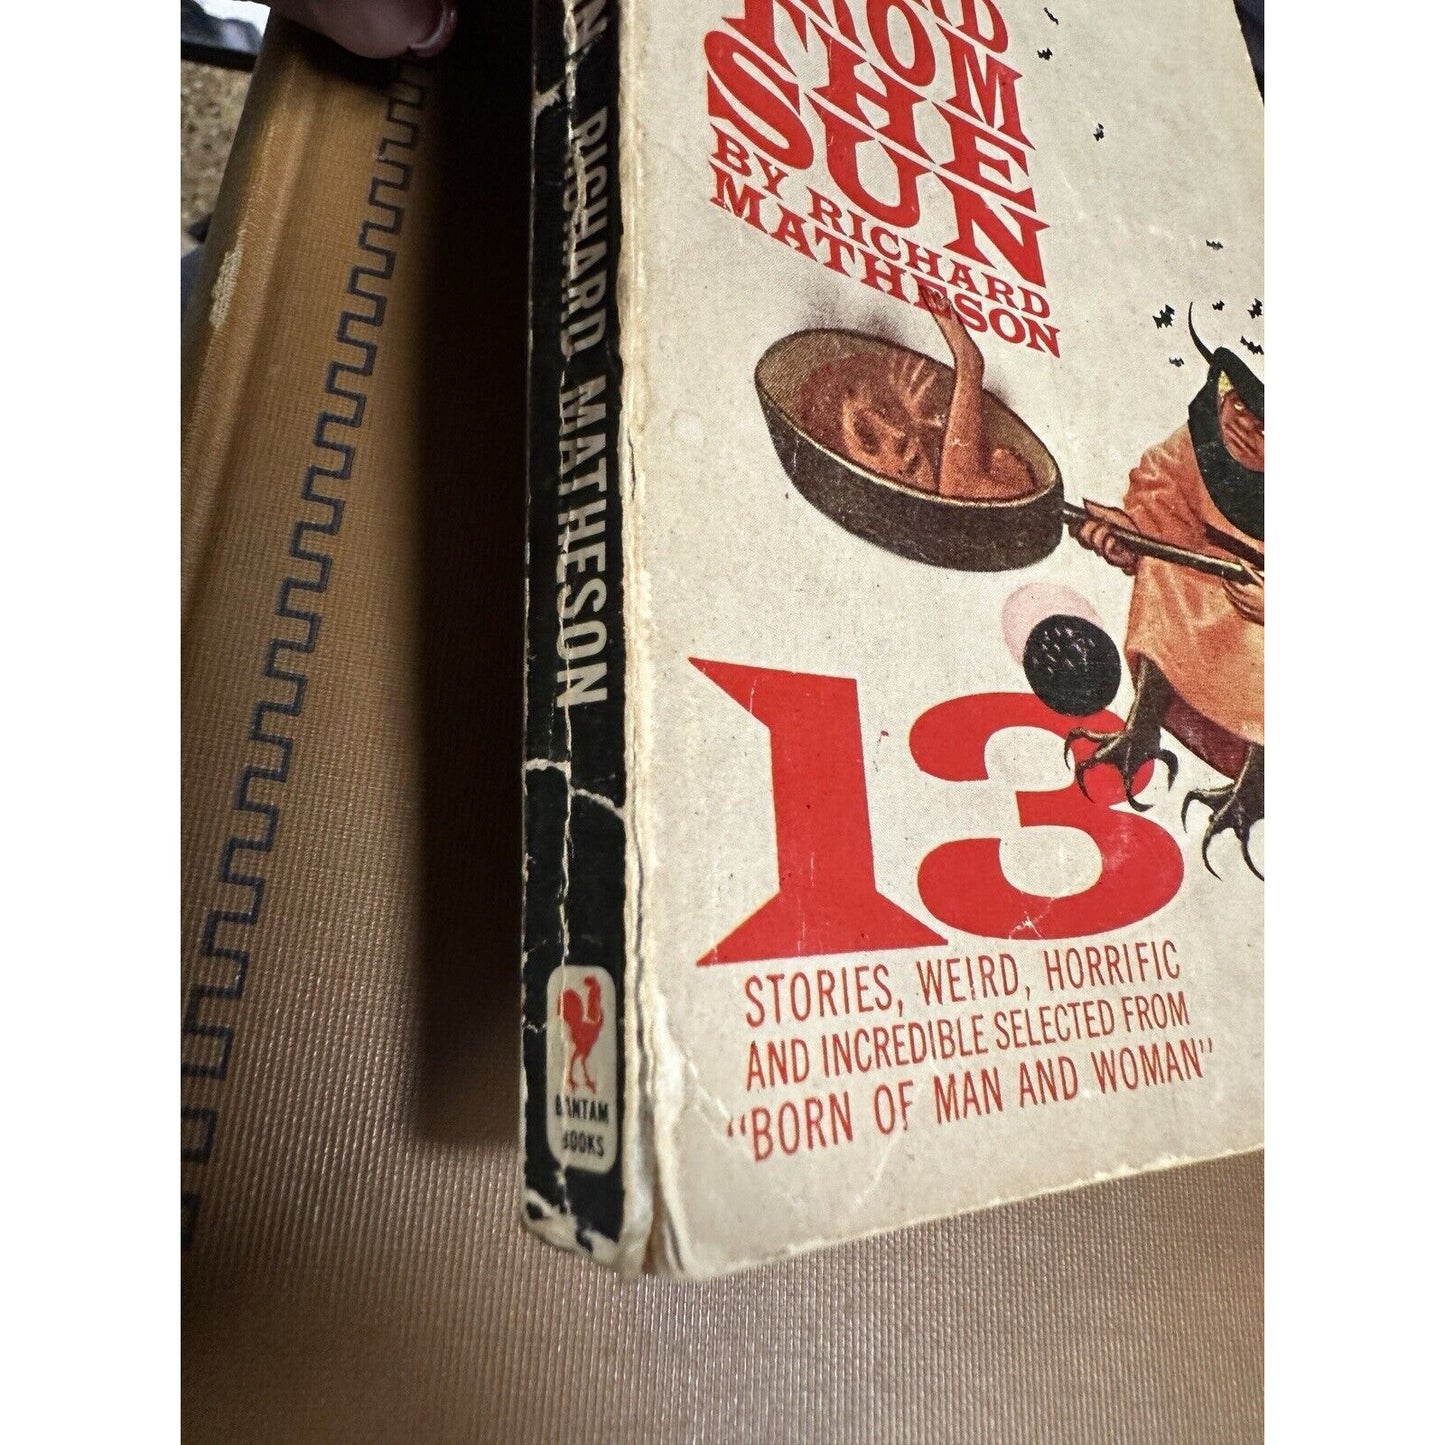 THE
SUN
BY RICHARD
MATHESON
13
STORIES, WEIRD, HORRIFIC
AND INCREDIBLE SELECTED FROM
"BORN OF MAN AND WOMAN"
RICHARD MATHESON
BANTAM
BOOKS